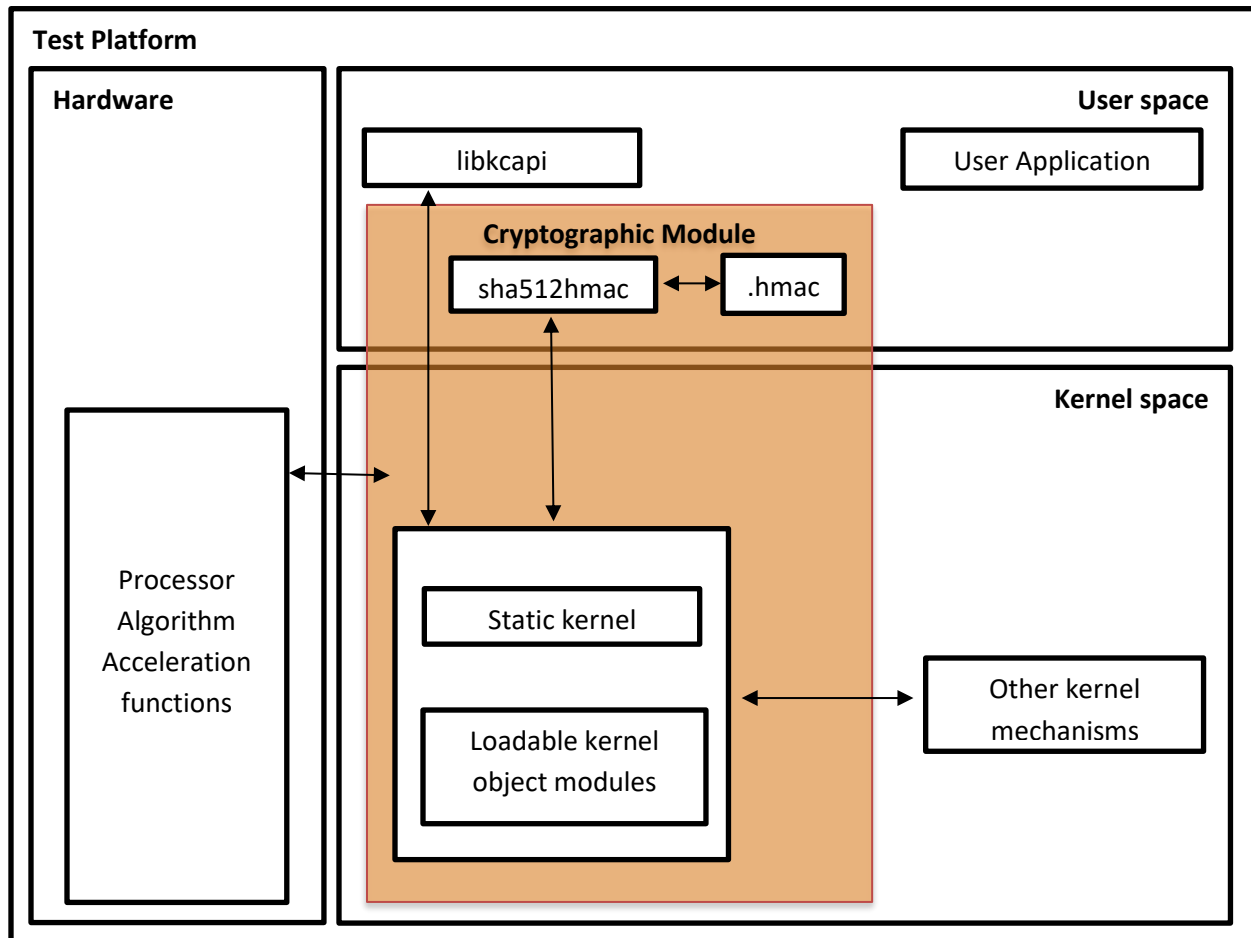 Test Platform
Hardware
User space
libkcapi
User Application
Cryptographic Module
sha512hmac
.hmac
Kernel space
Processor
Algorithm
Acceleration
functions
Static kernel
Loadable kernel
object modules
Other kernel
mechanisms